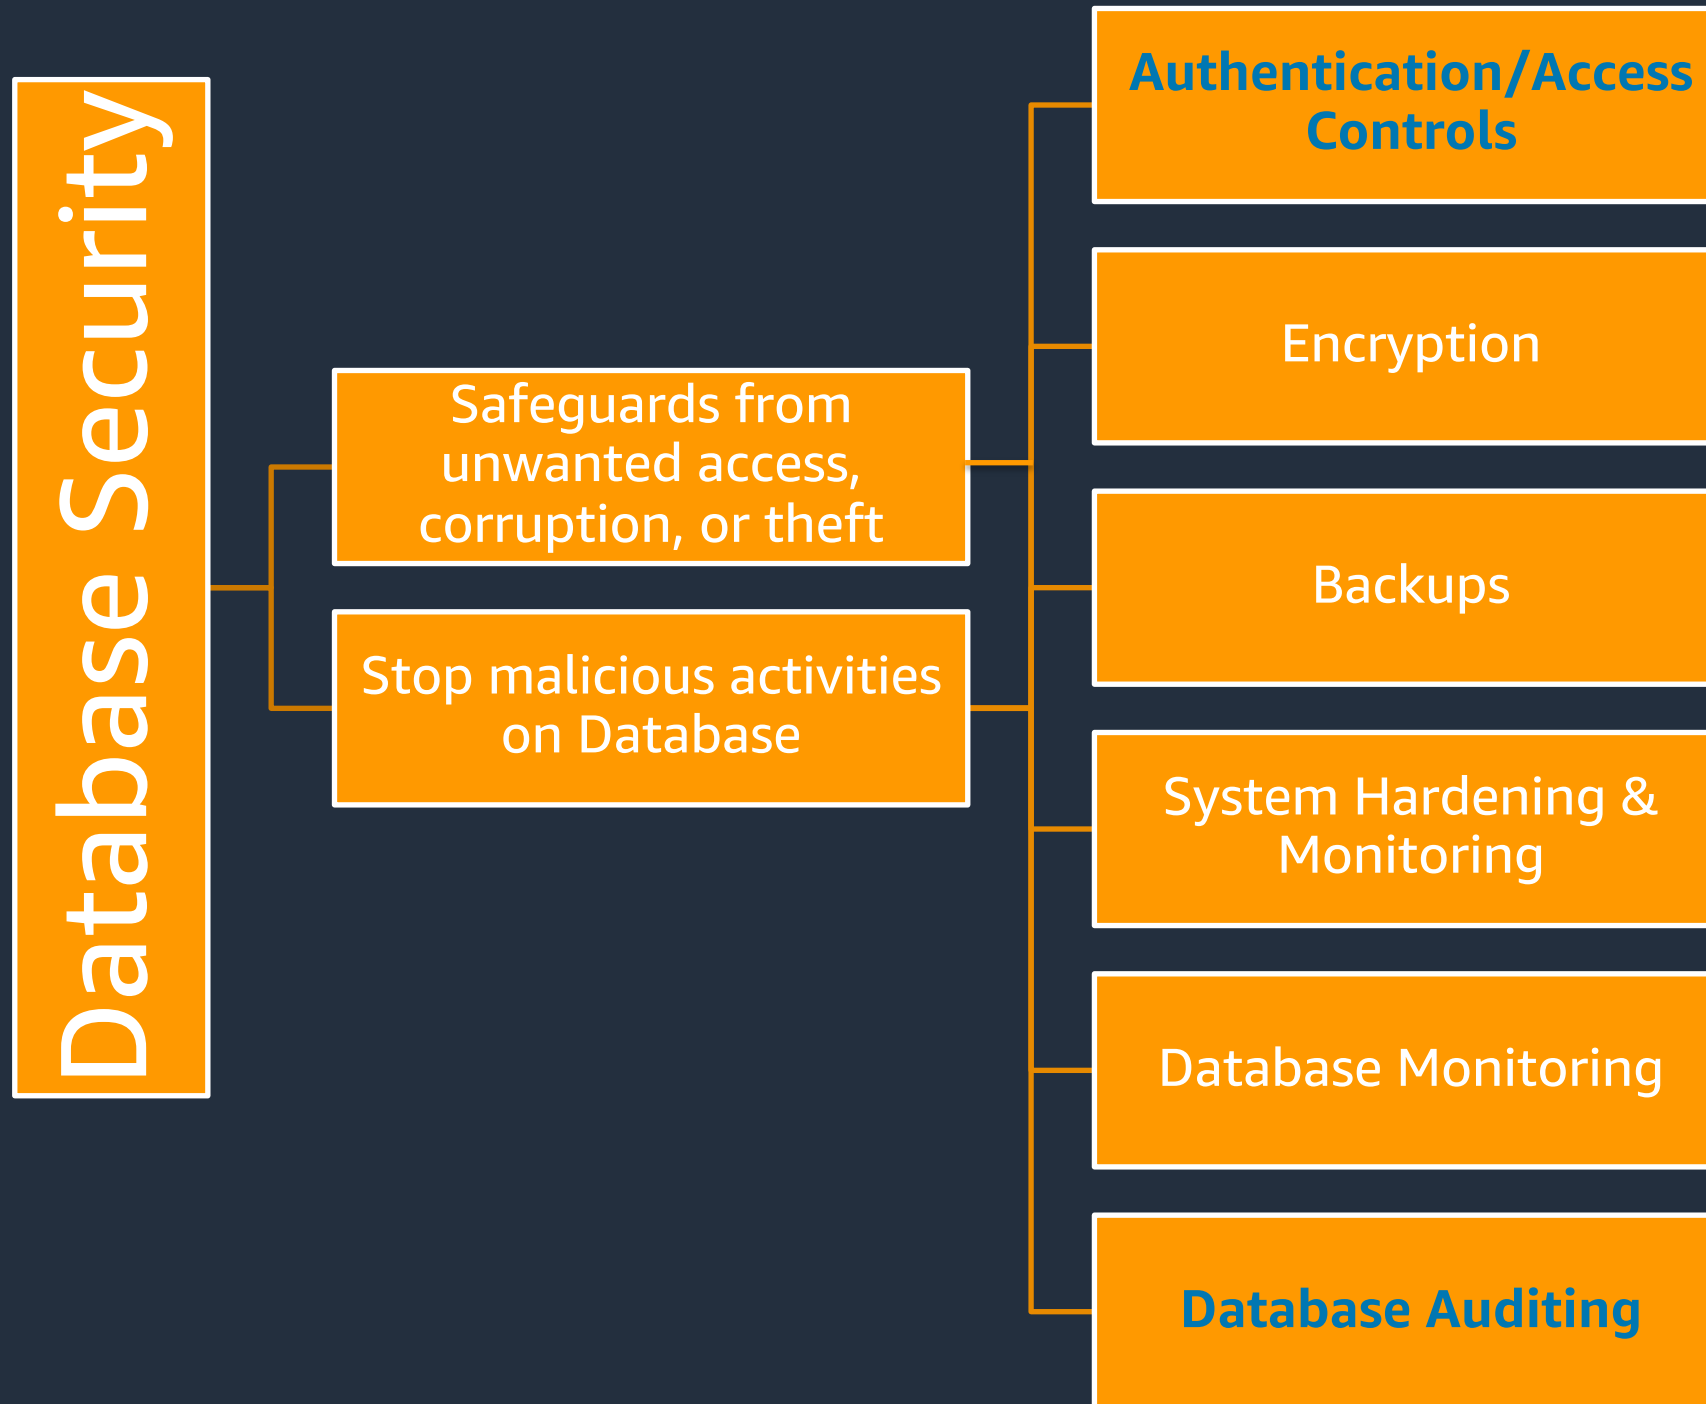 Database Security
Safeguards from
unwanted access,
corruption, or theft
Stop malicious activities
on Database
Authentication/Access
Controls
Encryption
Backups
System Hardening &
Monitoring
Database Monitoring
Database Auditing